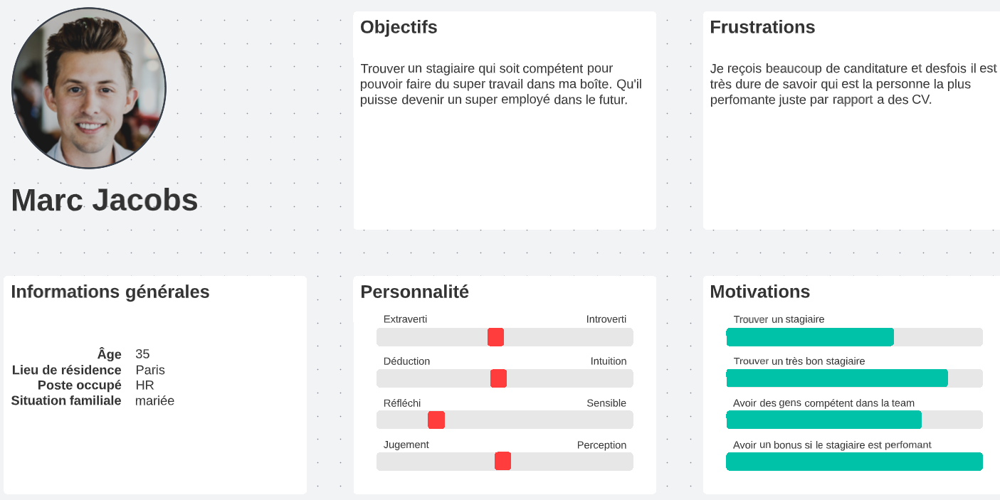 Marc Jacobs
Objectifs
Trouver un stagiaire qui soit compétent pour
pouvoir faire du super travail dans ma boîte. Qu'il
puisse devenir un super employé dans le futur.
Frustrations
Je reçois beaucoup de canditature et desfois il est
très dure de savoir qui est la personne la plus
perfomante juste par rapport a des CV.
Informations générales
Âge 35
Lieu de résidence Paris
Poste occupé HR
Situation familiale mariée
Personnalité
Extraverti Introverti
Déduction Intuition
Réfléchi Sensible
Jugement Perception
Motivations
Trouver un stagiaire
Trouver un très bon stagiaire
Avoir des gens compétent dans la team
Avoir un bonus si le stagiaire est perfomant